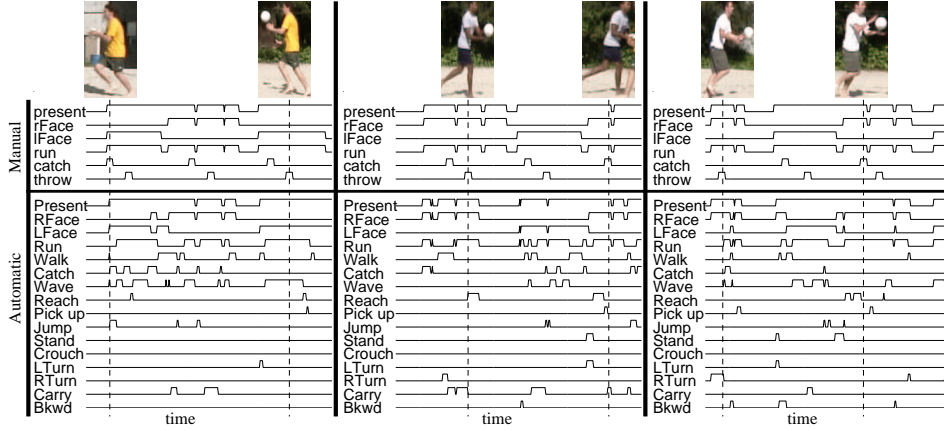 Manual
present
rFace
lFace
run
catch
throw
present
rFace
lFace
run
catch
throw
present
rFace
lFace
run
catch
throw
Automatic
Present
RFace
LFace
Run
Walk
Catch
Wave
Reach
Pick up
Jump
Stand
Crouch
LTurn
RTurn
Carry
Bkwd
time
Present
RFace
LFace
Run
Walk
Catch
Wave
Reach
Pick up
Jump
Stand
Crouch
LTurn
RTurn
Carry
Bkwd
time
Present
RFace
LFace
Run
Walk
Catch
Wave
Reach
Pick up
Jump
Stand
Crouch
LTurn
RTurn
Carry
Bkwd
time